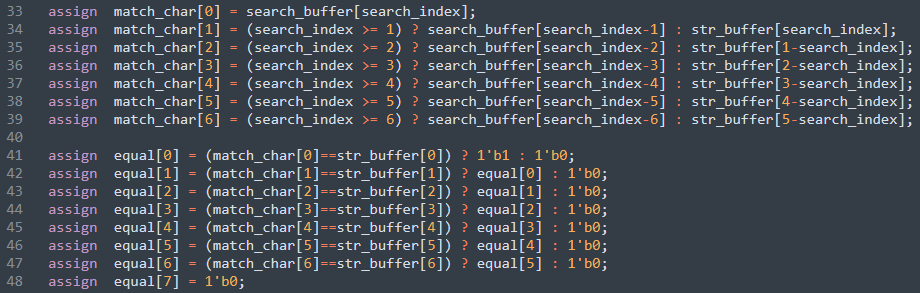 33 assign match_char[0] = search_buffer[search_index];
34 assign match_char[1] = (search_index >= 1) ? search_buffer[search_index-1] : str_buffer[search_index];
35 assign match_char[2] = (search_index >= 2) ? search_buffer[search_index-2] : str_buffer[1-search_index];
36 assign match_char[3] = (search_index >= 3) ? search_buffer[search_index-3] : str_buffer[2-search_index];
37 assign match_char[4] = (search_index >= 4) ? search_buffer[search_index-4] : str_buffer[3-search_index];
38 assign match_char[5] = (search_index >= 5) ? search_buffer[search_index-5] : str_buffer[4-search_index];
39 assign match_char[6] = (search_index >= 6) ? search_buffer[search_index-6] : str_buffer[5-search_index];
40
41 assign equal[0] = (match_char[0]==str_buffer[0]) ? 1'b1 : 1'b0;
42 assign equal[1] = (match_char[1]==str_buffer[1]) ? equal[0] : 1'b0;
43 assign equal[2] = (match_char[2]==str_buffer[2]) ? equal[1] : 1'b0;
44 assign equal[3] = (match_char[3]==str_buffer[3]) ? equal[2] : 1'b0;
45 assign equal[4] = (match_char[4]==str_buffer[4]) ? equal[3] : 1'b0;
46 assign equal[5] = (match_char[5]==str_buffer[5]) ? equal[4] : 1'b0;
47 assign equal[6] = (match_char[6]==str_buffer[6]) ? equal[5] : 1'b0;
48 assign equal[7] = 1'b0;